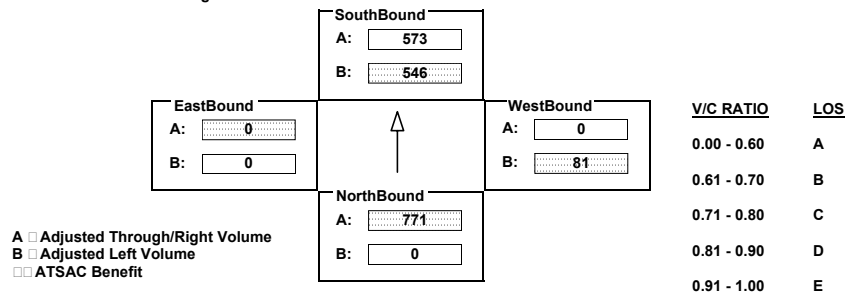 SouthBound
A: 573
B: 546
EastBound
A: 0
B: 0
WestBound
A: 0
B: 81
NorthBound
A: 771
B: 0
A □ Adjusted Through/Right Volume
B □ Adjusted Left Volume
□□ ATSAC Benefit
V/C RATIO LOS
0.00 - 0.60 A
0.61 - 0.70 B
0.71 - 0.80 C
0.81 - 0.90 D
0.91 - 1.00 E